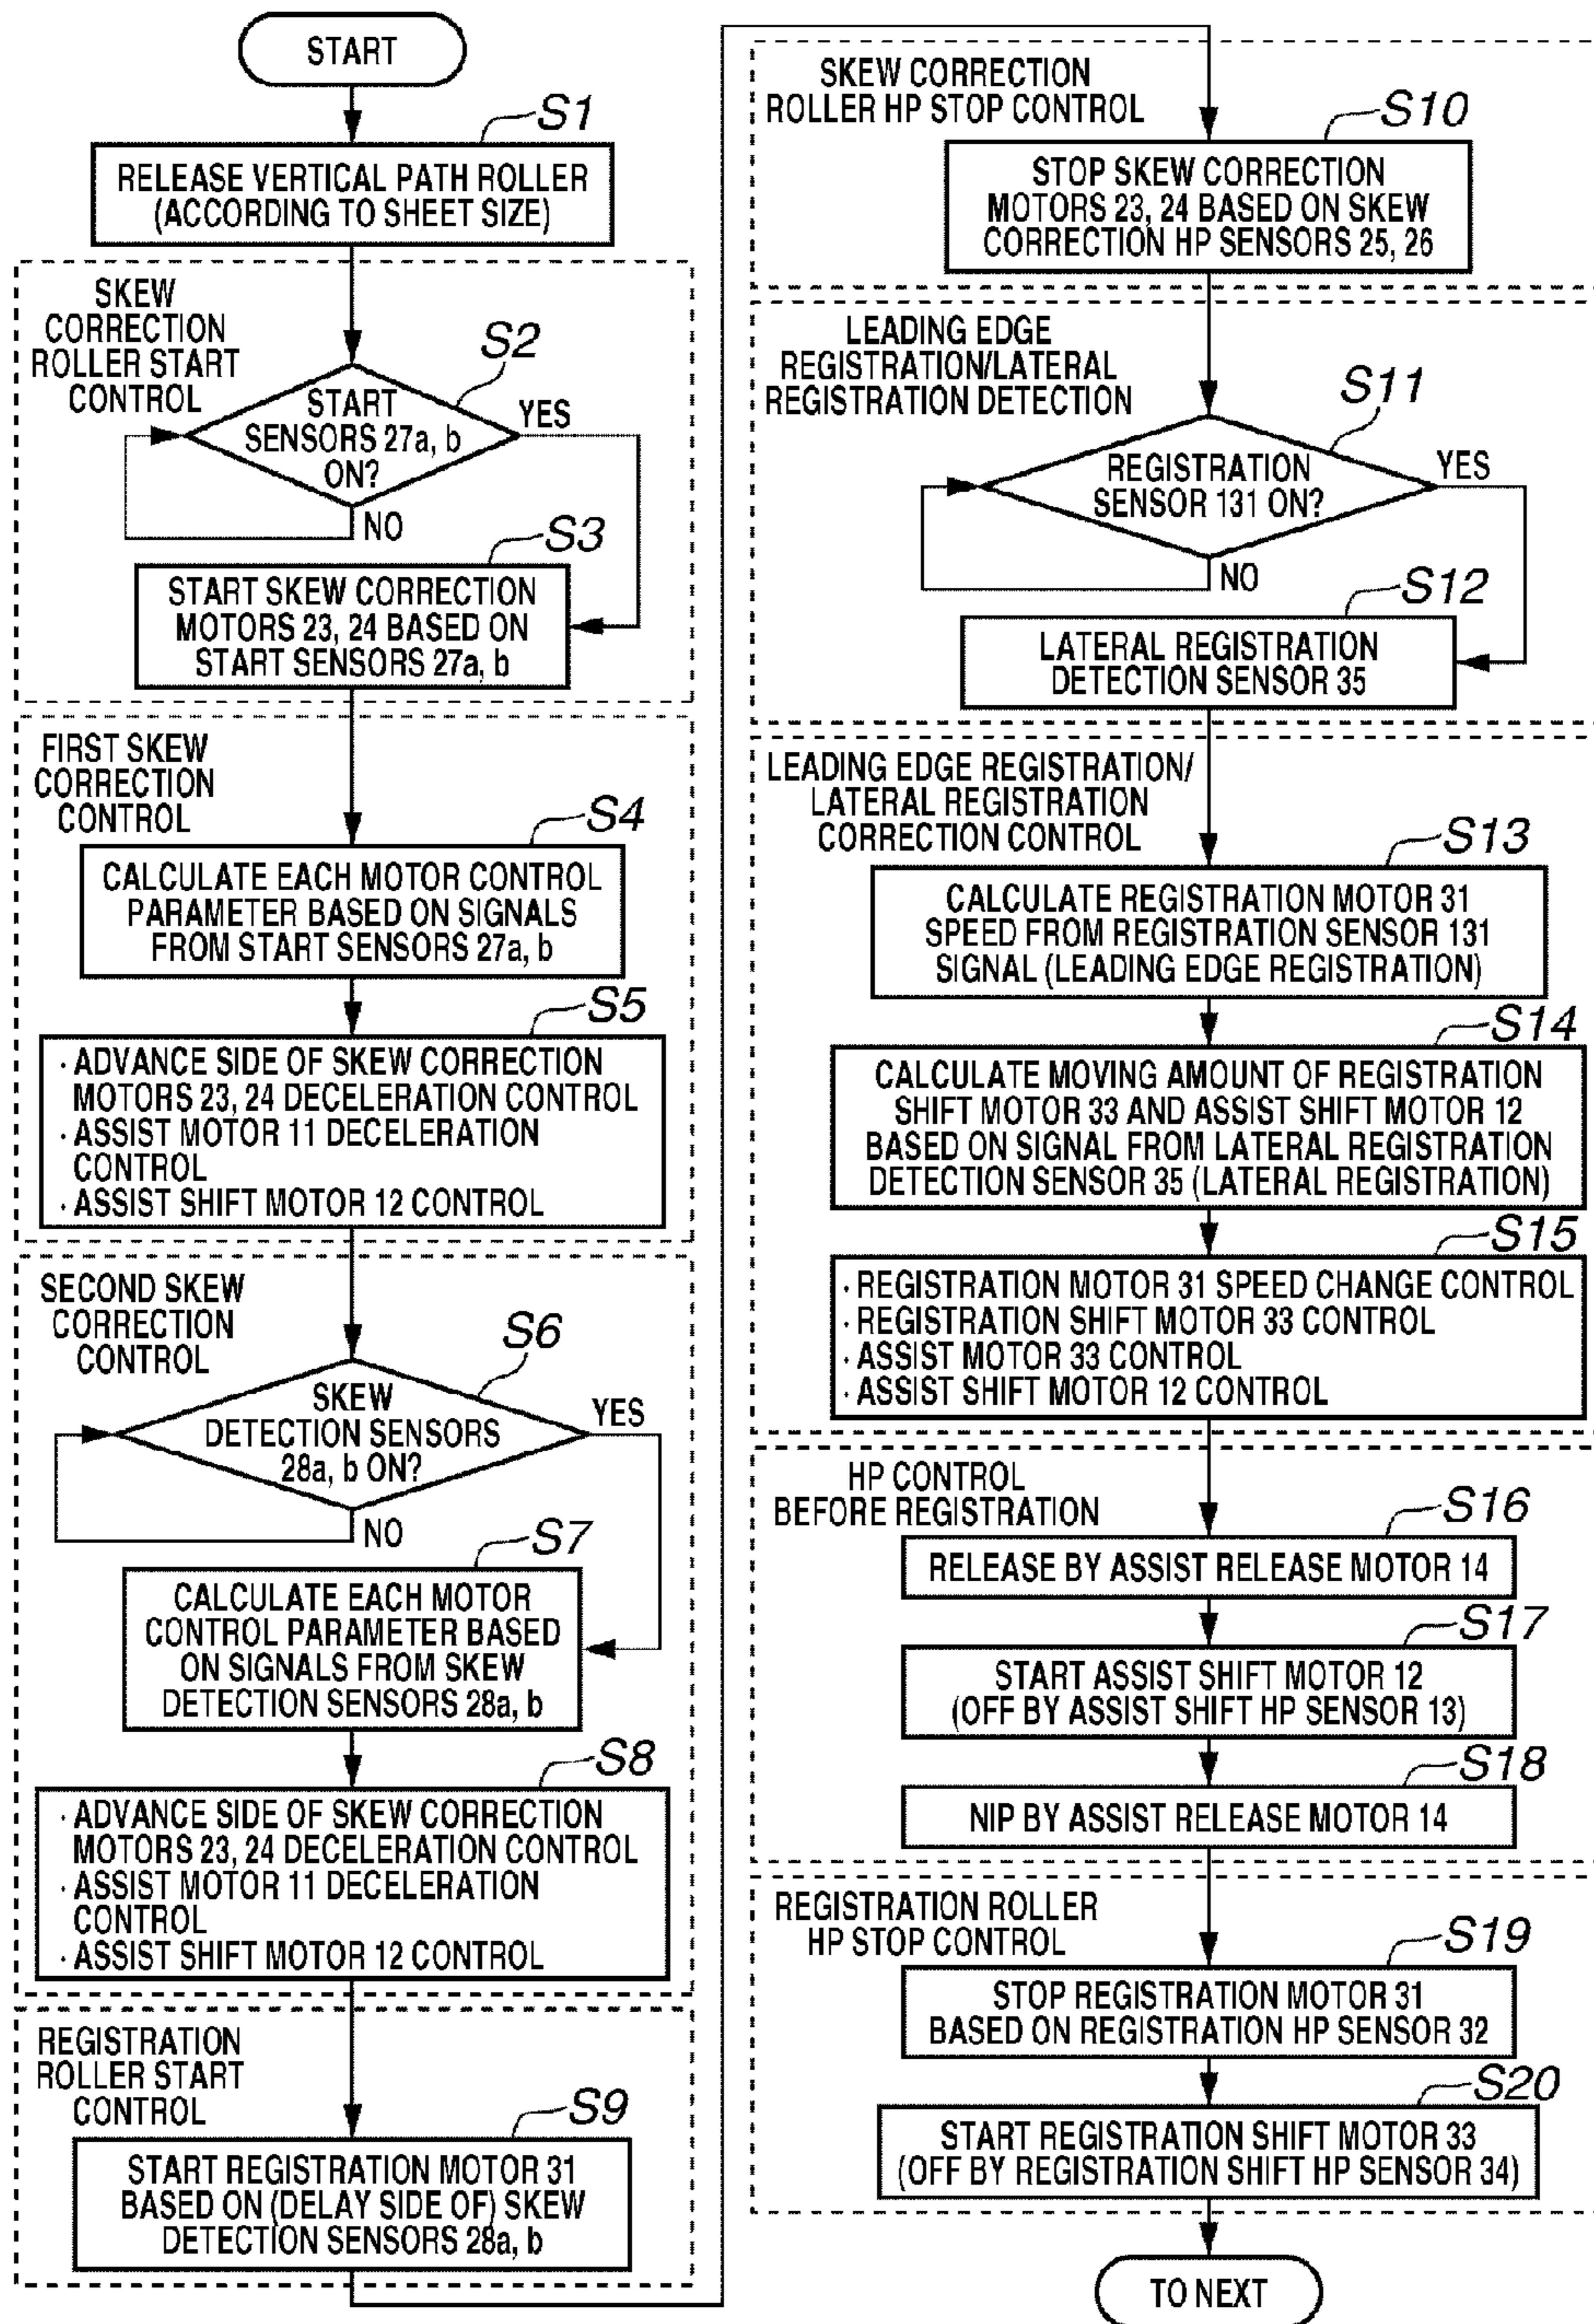 START
S1
RELEASE VERTICAL PATH ROLLER
(ACCORDING TO SHEET SIZE)
SKEW
CORRECTION
ROLLER START
CONTROL
S2
START
SENSORS 27a, b
ON?
YES
NO
S3
START SKEW CORRECTION
MOTORS 23, 24 BASED ON
START SENSORS 27a, b
FIRST SKEW
CORRECTION
CONTROL
S4
CALCULATE EACH MOTOR CONTROL
PARAMETER BASED ON SIGNALS
FROM START SENSORS 27a, b
S5
· ADVANCE SIDE OF SKEW CORRECTION
MOTORS 23, 24 DECELERATION CONTROL
· ASSIST MOTOR 11 DECELERATION
CONTROL
· ASSIST SHIFT MOTOR 12 CONTROL
SECOND SKEW
CORRECTION
CONTROL
S6
SKEW
DETECTION SENSORS
28a, b ON?
YES
NO
S7
CALCULATE EACH MOTOR
CONTROL PARAMETER BASED
ON SIGNALS FROM SKEW
DETECTION SENSORS 28a, b
S8
· ADVANCE SIDE OF SKEW CORRECTION
MOTORS 23, 24 DECELERATION CONTROL
· ASSIST MOTOR 11 DECELERATION
CONTROL
· ASSIST SHIFT MOTOR 12 CONTROL
REGISTRATION
ROLLER START
CONTROL
S9
START REGISTRATION MOTOR 31
BASED ON (DELAY SIDE OF) SKEW
DETECTION SENSORS 28a, b
SKEW CORRECTION
ROLLER HP STOP CONTROL
S10
STOP SKEW CORRECTION
MOTORS 23, 24 BASED ON SKEW
CORRECTION HP SENSORS 25, 26
LEADING EDGE
REGISTRATION/LATERAL
REGISTRATION DETECTION
S11
REGISTRATION
SENSOR 131 ON?
YES
NO
S12
LATERAL REGISTRATION
DETECTION SENSOR 35
LEADING EDGE REGISTRATION/
LATERAL REGISTRATION
CORRECTION CONTROL
S13
CALCULATE REGISTRATION MOTOR 31
SPEED FROM REGISTRATION SENSOR 131
SIGNAL (LEADING EDGE REGISTRATION)
S14
CALCULATE MOVING AMOUNT OF REGISTRATION
SHIFT MOTOR 33 AND ASSIST SHIFT MOTOR 12
BASED ON SIGNAL FROM LATERAL REGISTRATION
DETECTION SENSOR 35 (LATERAL REGISTRATION)
S15
· REGISTRATION MOTOR 31 SPEED CHANGE CONTROL
· REGISTRATION SHIFT MOTOR 33 CONTROL
· ASSIST MOTOR 33 CONTROL
· ASSIST SHIFT MOTOR 12 CONTROL
HP CONTROL
BEFORE REGISTRATION
S16
RELEASE BY ASSIST RELEASE MOTOR 14
S17
START ASSIST SHIFT MOTOR 12
(OFF BY ASSIST SHIFT HP SENSOR 13)
S18
NIP BY ASSIST RELEASE MOTOR 14
REGISTRATION ROLLER
HP STOP CONTROL
S19
STOP REGISTRATION MOTOR 31
BASED ON REGISTRATION HP SENSOR 32
S20
START REGISTRATION SHIFT MOTOR 33
(OFF BY REGISTRATION SHIFT HP SENSOR 34)
TO NEXT